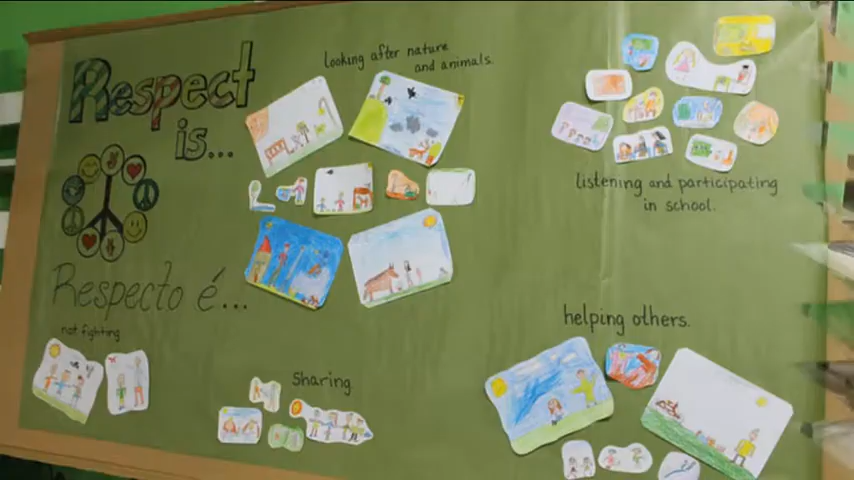 Respect
is...
Looking after nature
and animals.
listening and participating
in school.
Respecto é...
not fighting
Sharing
helping others.